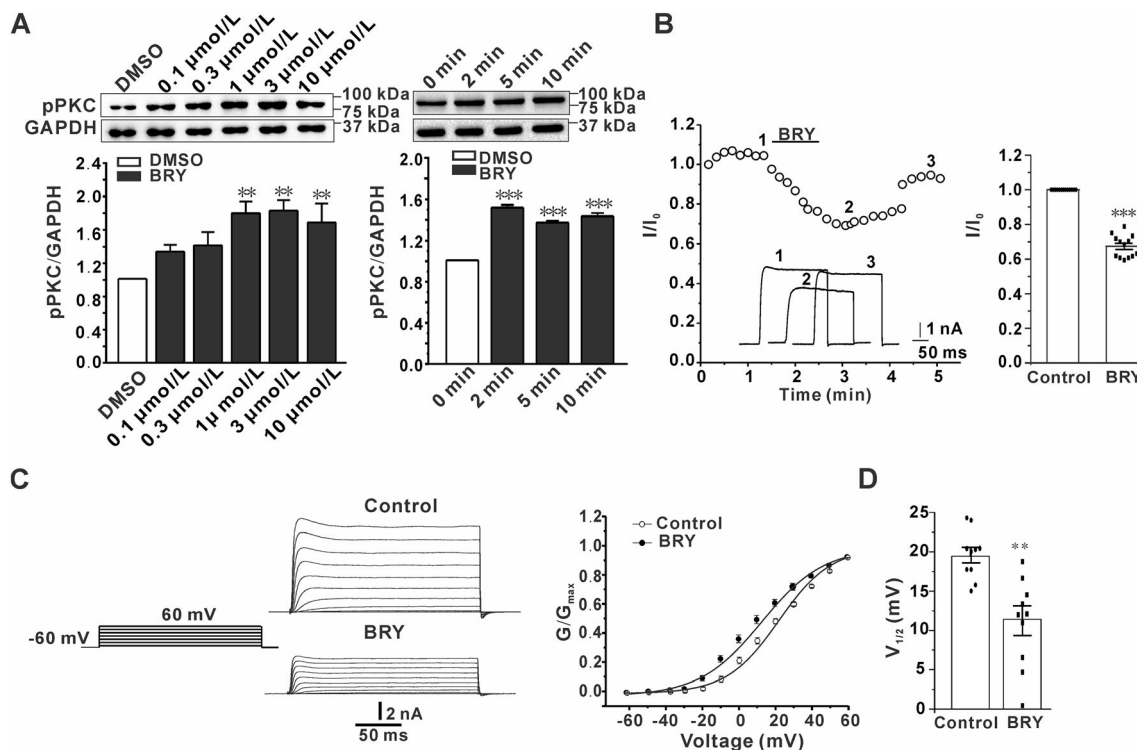 A
DMSO
0.1 µmol/L
0.3 µmol/L
1 µmol/L
3 µmol/L
10 µmol/L
pPKC
100 kDa
75 kDa
GAPDH
37 kDa
0 min
2 min
5 min
10 min
100 kDa
75 kDa
37 kDa
DMSO
BRY
pPKC/GAPDH
2.4
2.0
1.6
1.2
0.8
0.4
0.0
**
**
**
DMSO
0.1 µmol/L
0.3 µmol/L
1µ mol/L
3 µmol/L
10 µmol/L
DMSO
BRY
pPKC/GAPDH
2.0
1.6
1.2
0.8
0.4
0.0
***
***
***
0 min
2 min
5 min
10 min
B
I/I0
1.2
1.0
0.8
0.6
0.4
0.2
0.0
1
BRY
2
3
1
2
3
1 nA
50 ms
0 1 2 3 4 5
Time (min)
I/I0
1.2
1.0
0.8
0.6
0.4
0.2
0.0
***
Control BRY
C
Control
60 mV
-60 mV
BRY
2 nA
50 ms
G/Gmax
1.2
1.0
0.8
0.6
0.4
0.2
0.0
Control
BRY
-60 -40 -20 0 20 40 60
Voltage (mV)
D
V1/2 (mV)
25
20
15
10
5
0
**
Control BRY